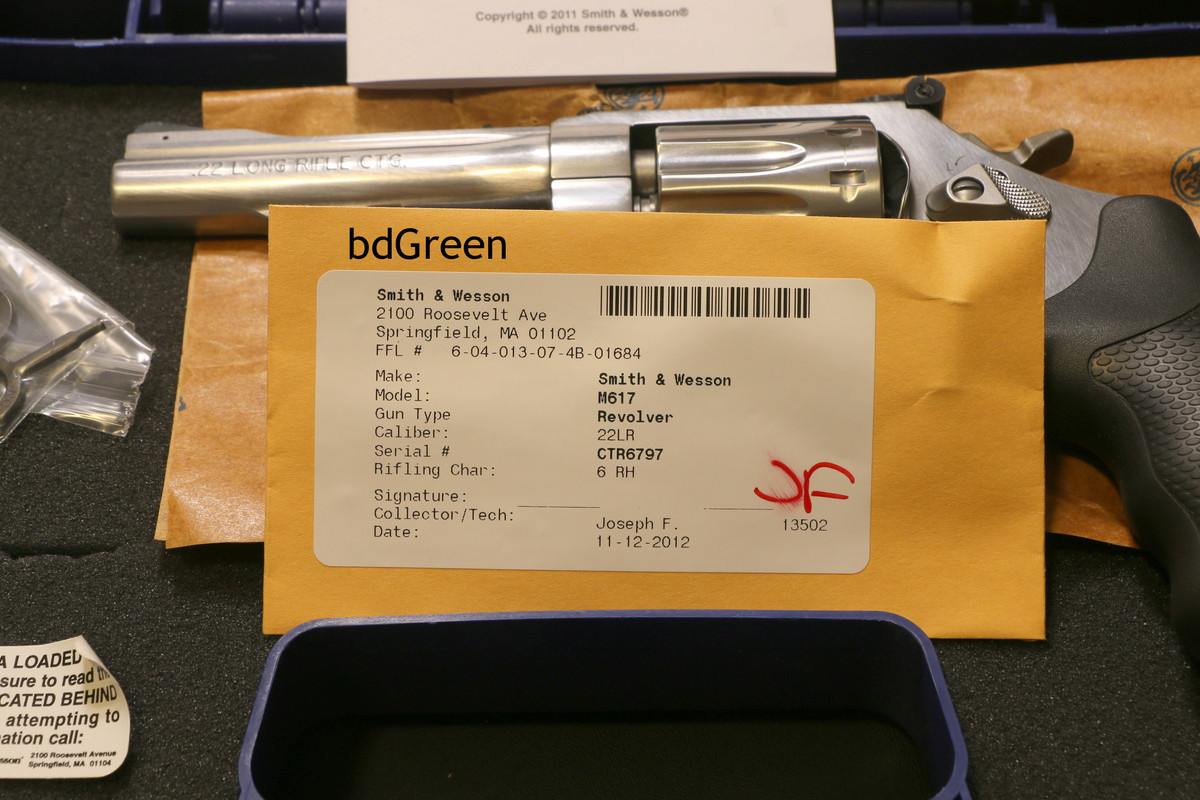 Copyright © 2011 Smith & Wesson®
All rights reserved.
.22 LONG RIFLE CTG.
bdGreen
Smith & Wesson
2100 Roosevelt Ave
Springfield, MA 01102
FFL # 6-04-013-07-4B-01684
Make: Smith & Wesson
Model: M617
Gun Type Revolver
Caliber: 22LR
Serial # CTR6797
Rifling Char: 6 RH
Signature:
JF
Collector/Tech: Joseph F. 13502
Date: 11-12-2012
A LOADED
sure to read th
CATED BEHIND
attempting to
ation call:
sson® 2100 Roosevelt Avenue
Springfield, MA 01104